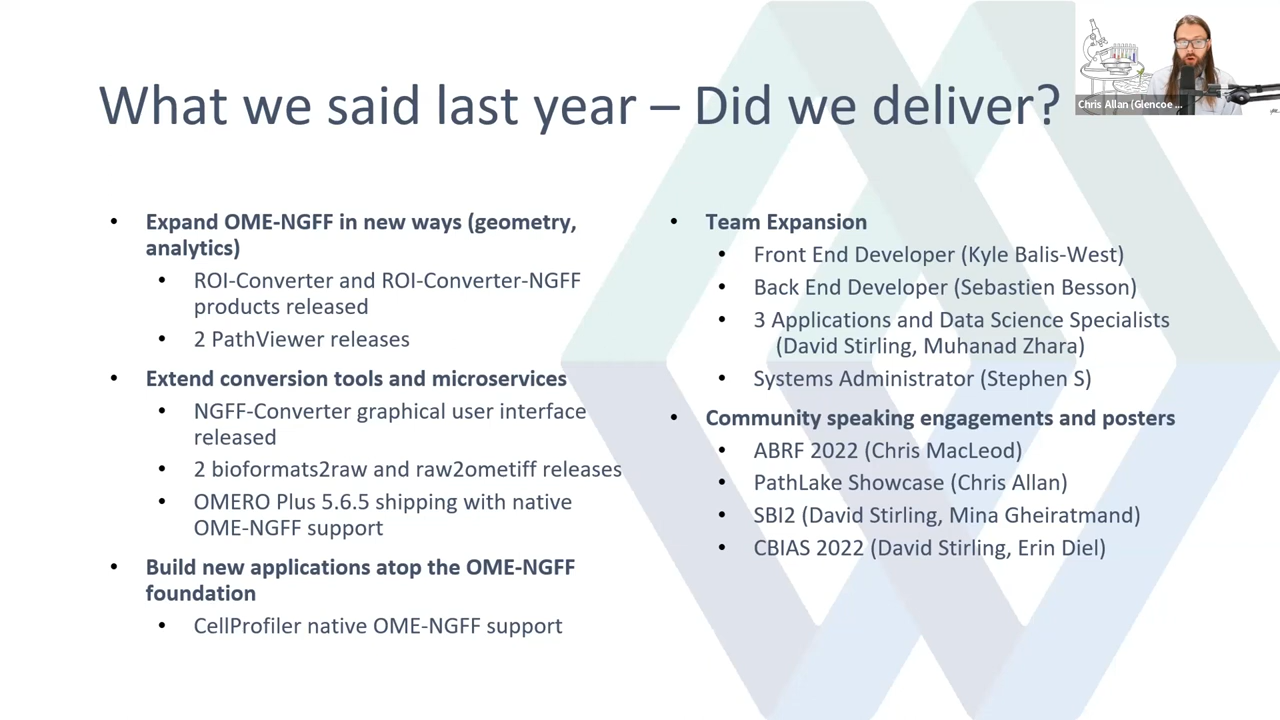 What we said last year – Did we deliver?
Chris Allan (Glencoe ...
• Expand OME-NGFF in new ways (geometry,
analytics)
• ROI-Converter and ROI-Converter-NGFF
products released
• 2 PathViewer releases
• Extend conversion tools and microservices
• NGFF-Converter graphical user interface
released
• 2 bioformats2raw and raw2ometiff releases
• OMERO Plus 5.6.5 shipping with native
OME-NGFF support
• Build new applications atop the OME-NGFF
foundation
• CellProfiler native OME-NGFF support
• Team Expansion
• Front End Developer (Kyle Balis-West)
• Back End Developer (Sebastien Besson)
• 3 Applications and Data Science Specialists
(David Stirling, Muhanad Zhara)
• Systems Administrator (Stephen S)
• Community speaking engagements and posters
• ABRF 2022 (Chris MacLeod)
• PathLake Showcase (Chris Allan)
• SBI2 (David Stirling, Mina Gheiratmand)
• CBIAS 2022 (David Stirling, Erin Diel)